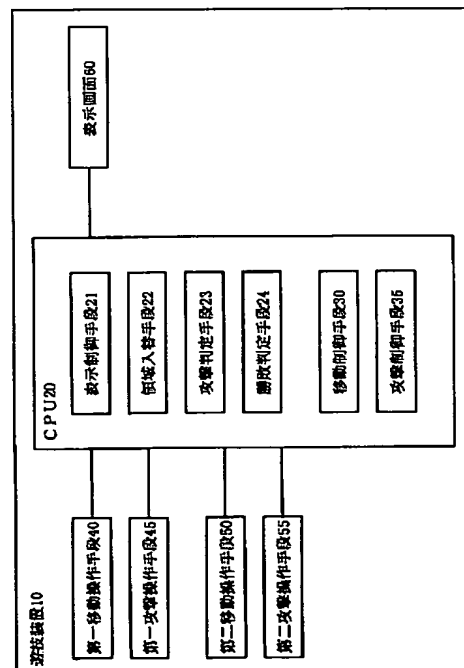 遊技装置10
第一移動操作手段40
第一攻撃操作手段45
第二移動操作手段50
第二攻撃操作手段55
CPU20
表示制御手段21
領域入替手段22
攻撃判定手段23
勝敗判定手段24
移動制御手段30
攻撃制御手段35
表示画面60